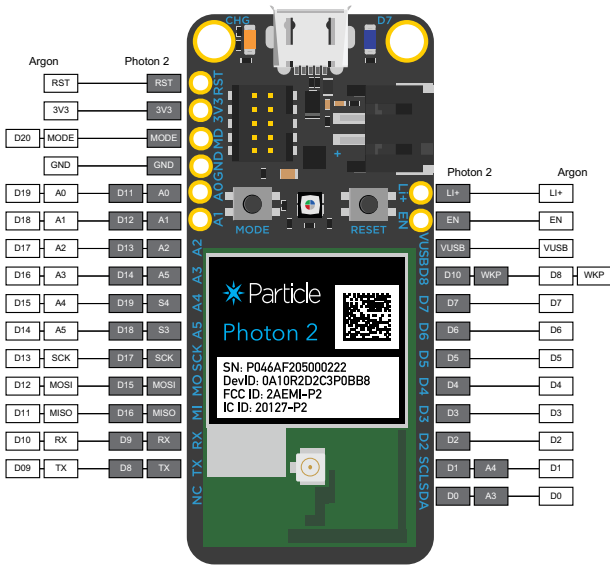 CHG D7
Argon Photon 2
RST RST RST
3V3 3V3 3V3
D20 MODE MODE MD
GND GND GND
D19 A0 D11 A0 A0
D18 A1 D12 A1 A1
D17 A2 D13 A2 A2
D16 A3 D14 A5 A3
D15 A4 D19 S4 A4
D14 A5 D18 S3 A5
D13 SCK D17 SCK SCK
D12 MOSI D15 MOSI MO
D11 MISO D16 MISO MI
D10 RX D9 RX RX
D09 TX D8 TX TX
NC
+
MODE RESET
Particle
Photon 2
SN: P046AF205000222
DevID: 0A10R2D2C3P0BB8
FCC ID: 2AEMI-P2
IC ID: 20127-P2
Photon 2 Argon
Li+ LI+ LI+
EN EN EN
VUSB VUSB VUSB
D8 D10 WKP D8 WKP
D7 D7 D7
D6 D6 D6
D5 D5 D5
D4 D4 D4
D3 D3 D3
D2 D2 D2
SCL D1 A4 D1
SDA D0 A3 D0